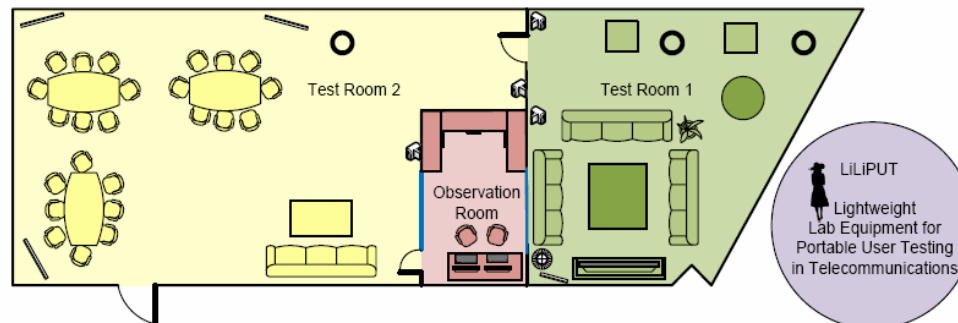 Test Room 2
Test Room 1
Observation
Room
LiLiPUT
Lightweight
Lab Equipment for
Portable User Testing
in Telecommunications